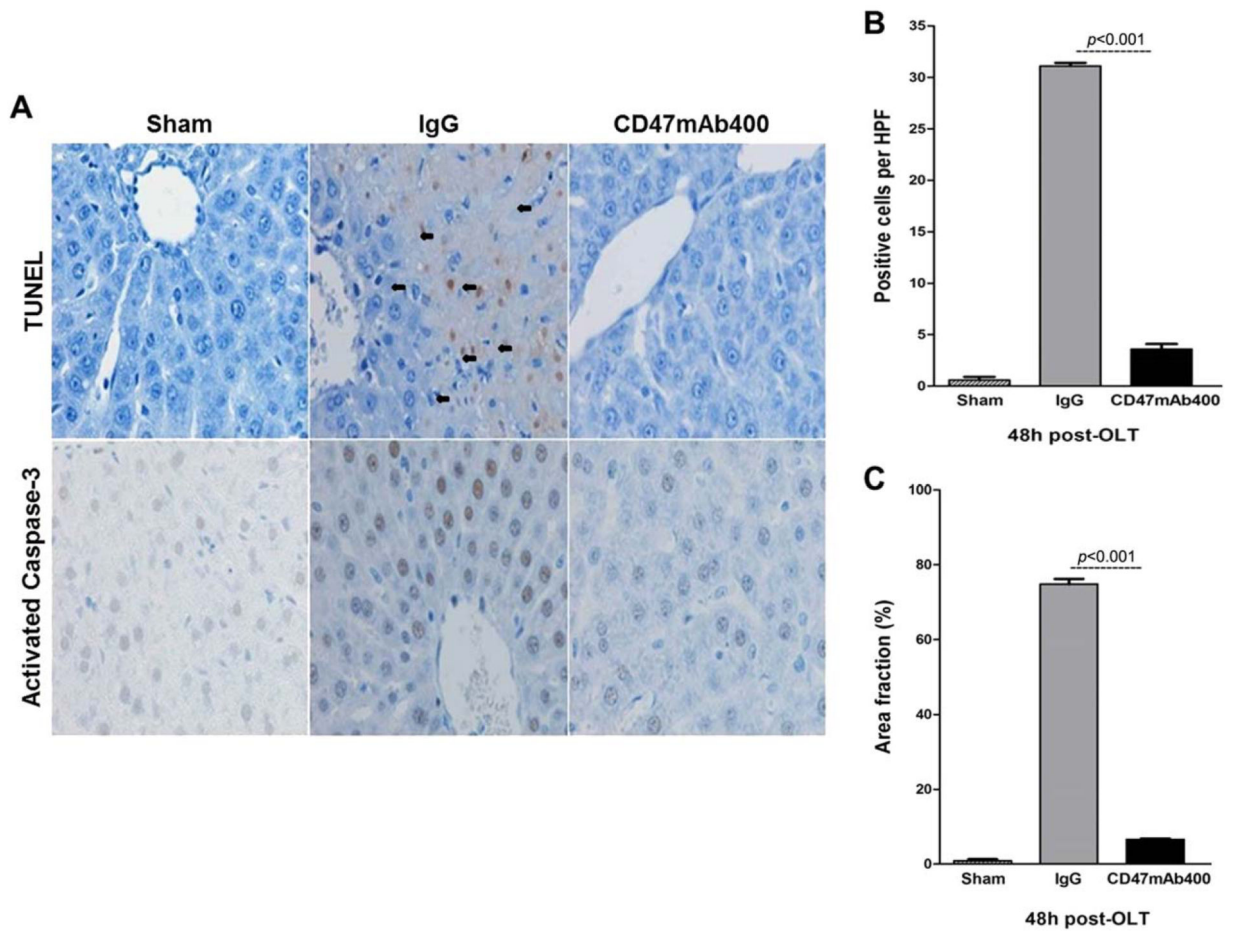 A
Sham
IgG
CD47mAb400
TUNEL
Activated Caspase-3
B
35
30
25
20
15
10
5
0
Positive cells per HPF
p<0.001
Sham
IgG
CD47mAb400
48h post-OLT
C
100
80
60
40
20
0
Area fraction (%)
p<0.001
Sham
IgG
CD47mAb400
48h post-OLT